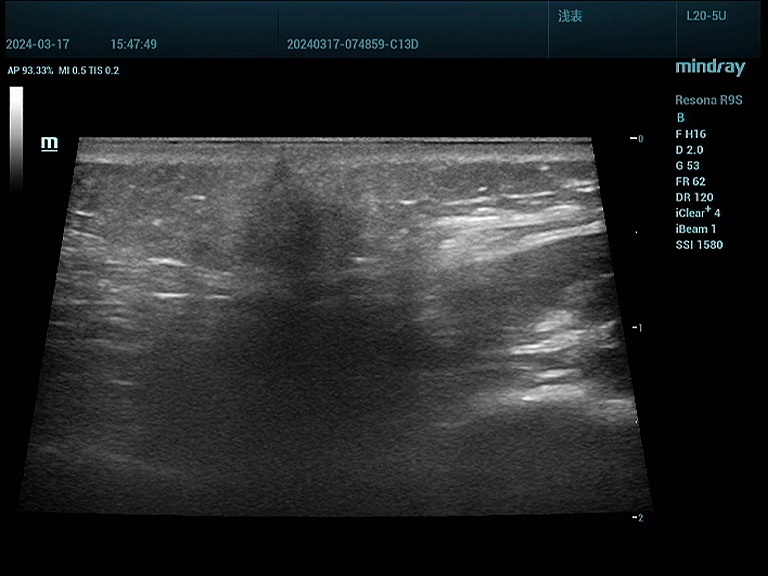 浅表 L20-5U
2024-03-17 15:47:49 20240317-074859-C13D
AP 93.33% MI 0.5 TIS 0.2
mindray
Resona R9S
B
F H16
D 2.0
G 53
FR 62
DR 120
iClear+ 4
iBeam 1
SSI 1580
m
0
1
2